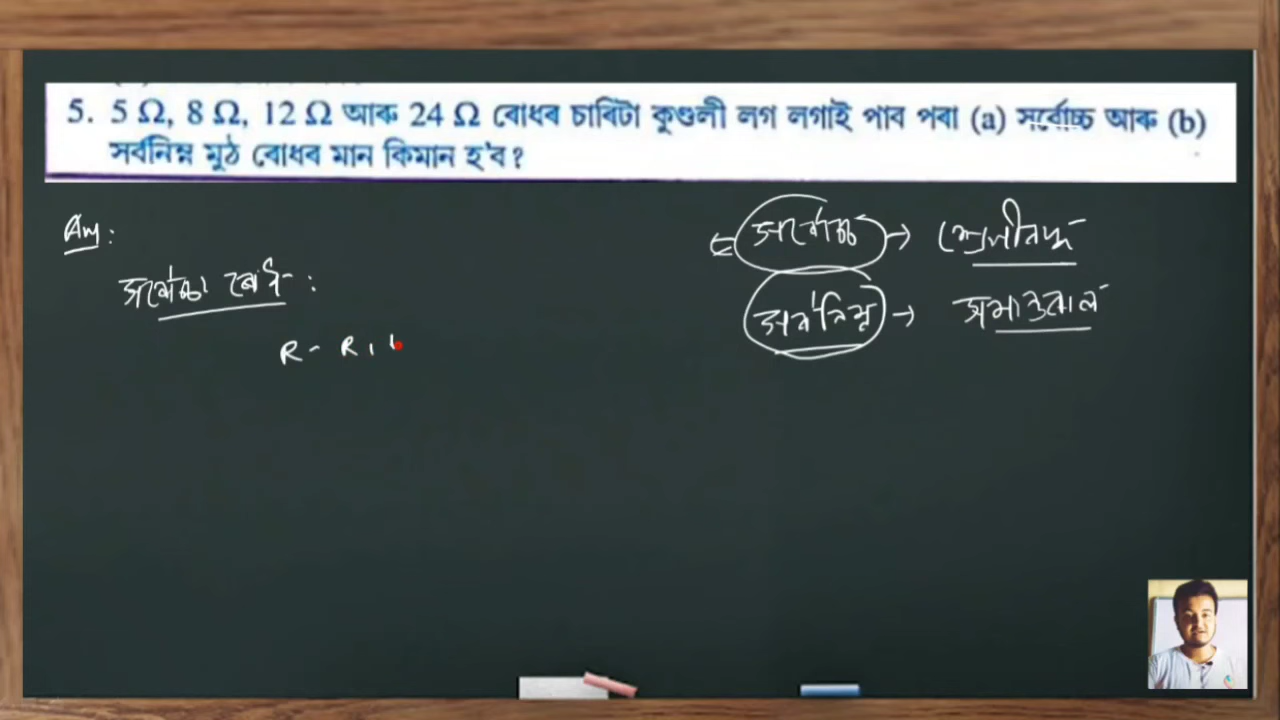 5. 5 Ω, 8 Ω, 12 Ω আৰু 24 Ω ৰোধৰ চাৰিটা কুণ্ডলী লগ লগাই পাব পৰা (a) সৰ্বোচ্চ আৰু (b)
সৰ্বনিম্ন মুঠ ৰোধৰ মান কিমান হ'ব?
Ans:
সৰ্বোচ্চ → শ্ৰেণীবদ্ধ
সৰ্বোচ্চ ৰোধ :
সৰ্বনিম্ন → সমান্তৰাল
R - R₁